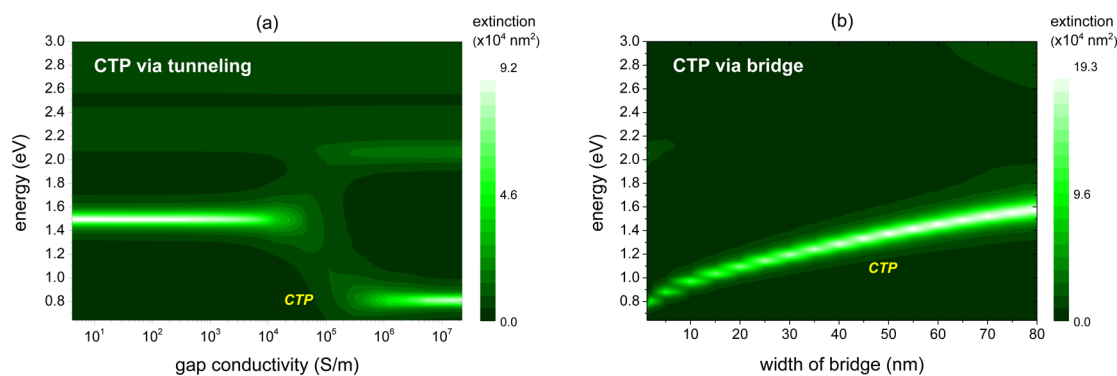 (a)
extinction
(x10⁴ nm²)
CTP via tunneling
9.2
4.6
0.0
3.0
2.8
2.6
2.4
2.2
2.0
1.8
1.6
1.4
1.2
1.0
0.8
energy (eV)
CTP
10¹ 10² 10³ 10⁴ 10⁵ 10⁶ 10⁷
gap conductivity (S/m)
(b)
extinction
(x10⁴ nm²)
CTP via bridge
19.3
9.6
0.0
3.0
2.8
2.6
2.4
2.2
2.0
1.8
1.6
1.4
1.2
1.0
0.8
energy (eV)
CTP
10 20 30 40 50 60 70 80
width of bridge (nm)